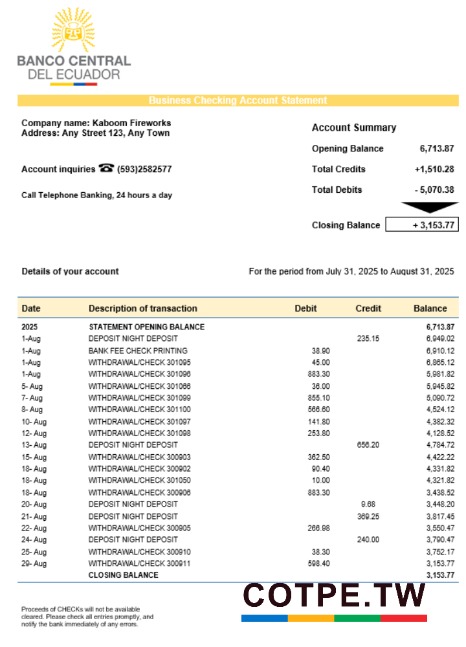 BANCO CENTRAL
DEL ECUADOR
Business Checking Account Statement
Company name: Kaboom Fireworks
Address: Any Street 123, Any Town
Account inquiries ☎ (593)2582577
Call Telephone Banking, 24 hours a day
Account Summary
Opening Balance 6,713.87
Total Credits +1,510.28
Total Debits - 5,070.38
Closing Balance + 3,153.77
Details of your account For the period from July 31, 2025 to August 31, 2025
Date Description of transaction Debit Credit Balance
2025 STATEMENT OPENING BALANCE 6,713.87
1-Aug DEPOSIT NIGHT DEPOSIT 235.15 6,949.02
1-Aug BANK FEE CHECK PRINTING 38.90 6,910.12
1-Aug WITHDRAWAL/CHECK 301095 45.00 6,865.12
1-Aug WITHDRAWAL/CHECK 301096 883.30 5,981.82
5- Aug WITHDRAWAL/CHECK 301066 36.00 5,945.82
7- Aug WITHDRAWAL/CHECK 301099 855.10 5,090.72
8- Aug WITHDRAWAL/CHECK 301100 566.60 4,524.12
10- Aug WITHDRAWAL/CHECK 301097 141.80 4,382.32
12- Aug WITHDRAWAL/CHECK 301098 253.80 4,128.52
13- Aug DEPOSIT NIGHT DEPOSIT 656.20 4,784.72
15- Aug WITHDRAWAL/CHECK 300903 362.50 4,422.22
18- Aug WITHDRAWAL/CHECK 300902 90.40 4,331.82
18- Aug WITHDRAWAL/CHECK 301050 10.00 4,321.82
18- Aug WITHDRAWAL/CHECK 300906 883.30 3,438.52
20- Aug DEPOSIT NIGHT DEPOSIT 9.68 3,448.20
21- Aug DEPOSIT NIGHT DEPOSIT 369.25 3,817.45
22- Aug WITHDRAWAL/CHECK 300905 266.98 3,550.47
24- Aug DEPOSIT NIGHT DEPOSIT 240.00 3,790.47
25- Aug WITHDRAWAL/CHECK 300910 38.30 3,752.17
29- Aug WITHDRAWAL/CHECK 300911 598.40 3,153.77
CLOSING BALANCE 3,153.77
COTPE.TW
Proceeds of CHECKs will not be available
cleared. Please check all entries promptly, and
notify the bank immediately of any errors.